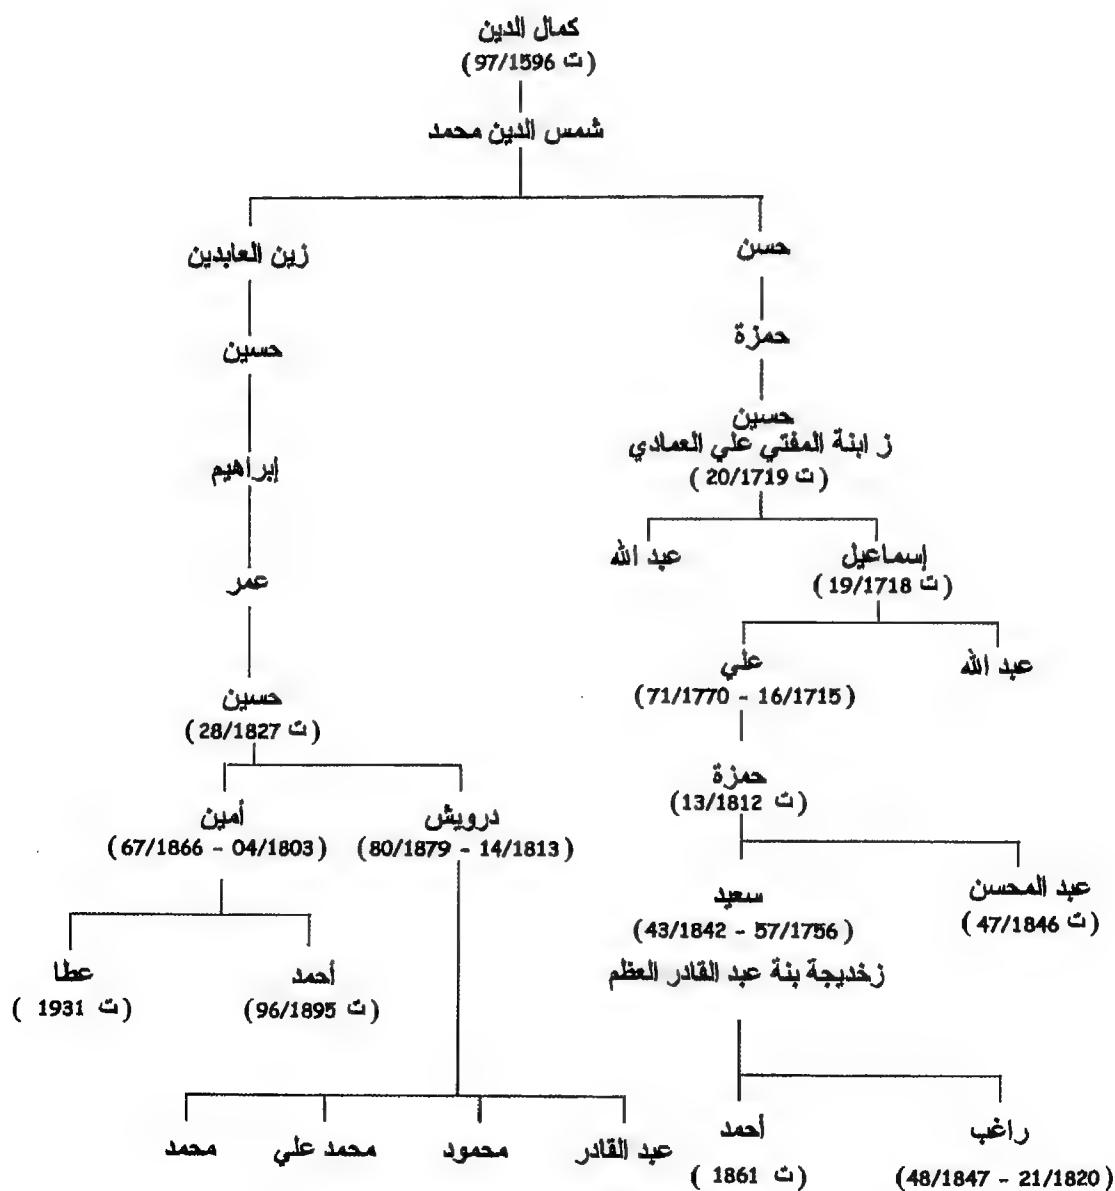 كمال الدين
(ت 97/1596)
شمس الدين محمد
حسن
زين العابدين
حمزة
حسين
حسين
ز ابنة المفتي علي العمادي
(ت 20/1719)
إبراهيم
إسماعيل
(ت 19/1718)
عبد الله
عمر
عبد الله
علي
(71/1770 - 16/1715)
حسين
(ت 28/1827)
حمزة
(ت 13/1812)
درويش
(80/1879 - 14/1813)
أمين
(67/1866 - 04/1803)
عبد المحسن
(ت 47/1846)
سعيد
(43/1842 - 57/1756)
ز خديجة بنة عبد القادر العظم
أحمد
(ت 96/1895)
عطا
(ت 1931)
راغب
(48/1847 - 21/1820)
أحمد
(ت 1861)
عبد القادر
محمود
محمد علي
محمد